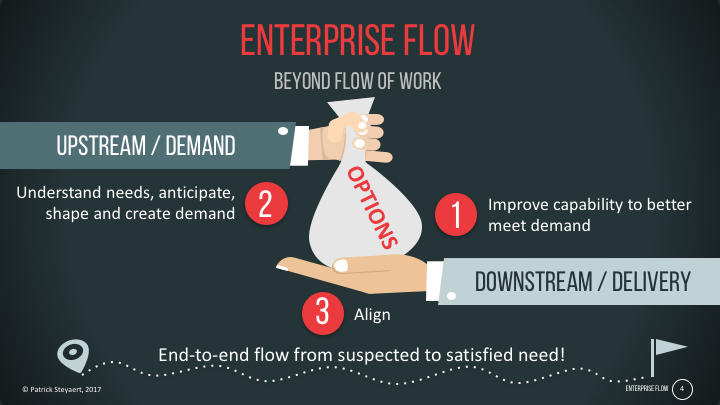 ENTERPRISE FLOW
BEYOND FLOW OF WORK
UPSTREAM / DEMAND
Understand needs, anticipate,
shape and create demand
2
OPTIONS
1
Improve capability to better
meet demand
DOWNSTREAM / DELIVERY
3
Align
End-to-end flow from suspected to satisfied need!
© Patrick Steyaert, 2017
ENTERPRISE FLOW
4